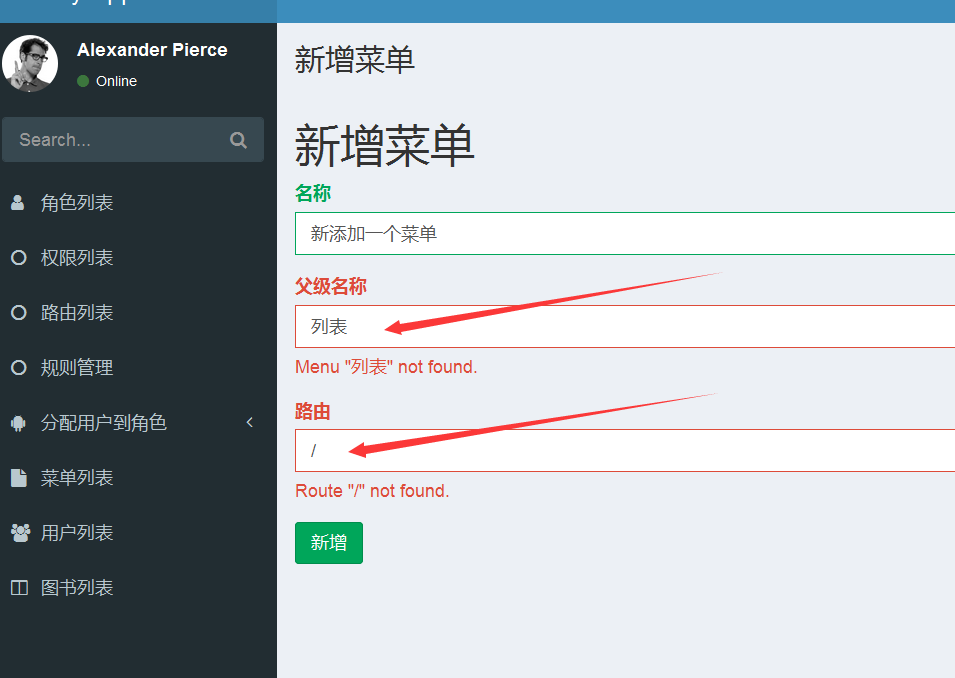 Alexander Pierce
Online
Search...
角色列表
权限列表
路由列表
规则管理
分配用户到角色
菜单列表
用户列表
图书列表
新增菜单
新增菜单
名称
新添加一个菜单
父级名称
列表
Menu "列表" not found.
路由
/
Route "/" not found.
新增